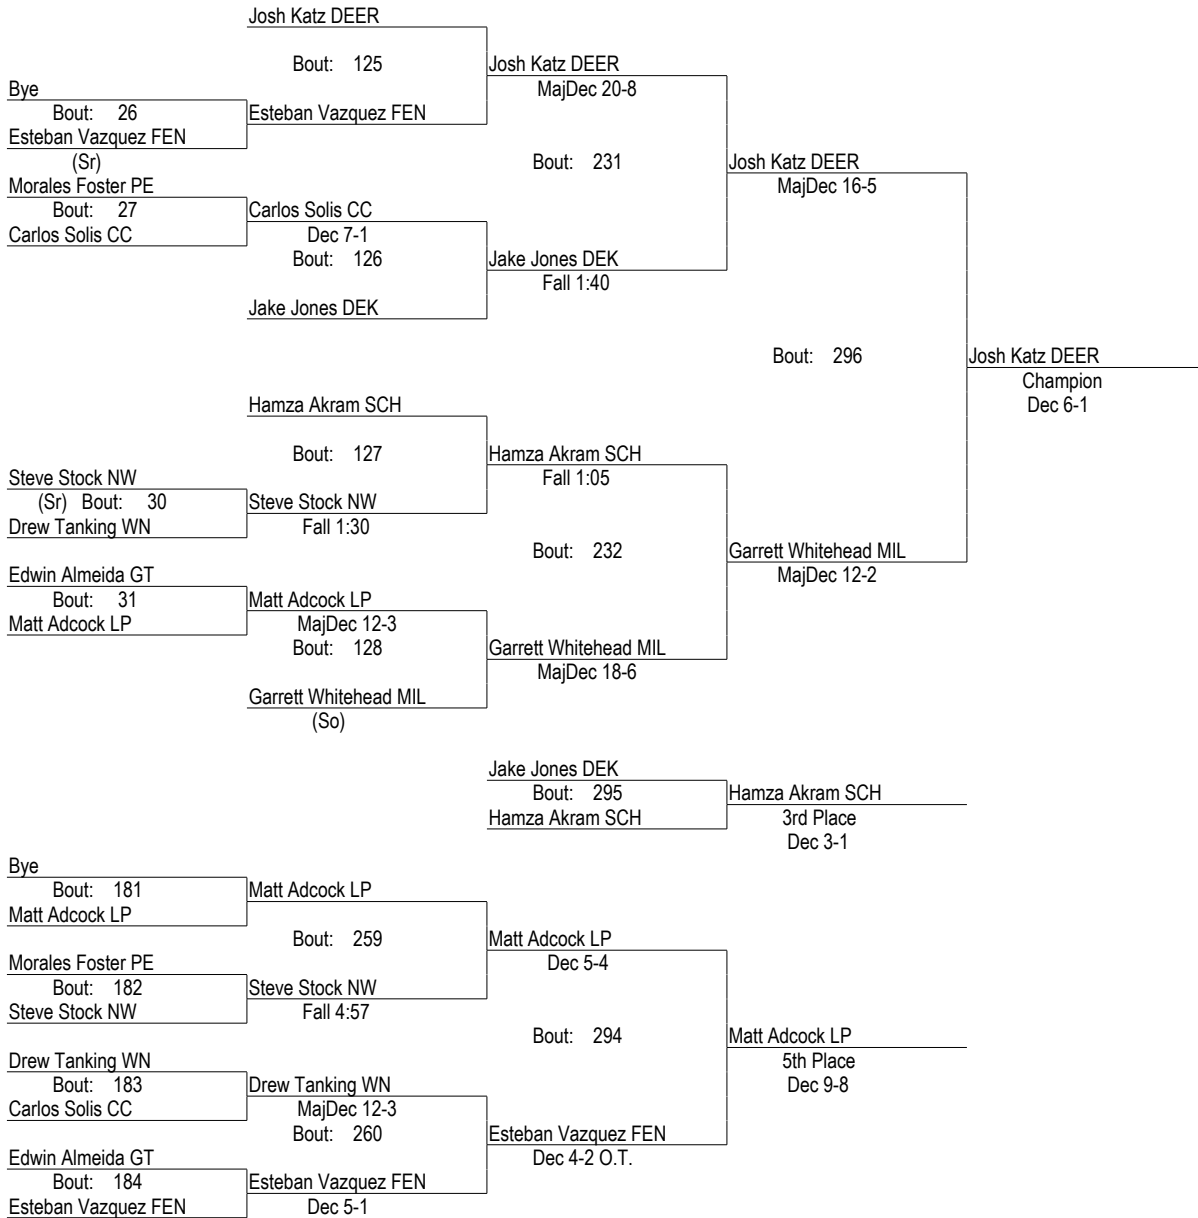 Josh Katz DEER
Bout: 125
Josh Katz DEER
MajDec 20-8
Bye
Bout: 26
Esteban Vazquez FEN
Esteban Vazquez FEN
(Sr)
Bout: 231
Josh Katz DEER
MajDec 16-5
Morales Foster PE
Bout: 27
Carlos Solis CC
Carlos Solis CC
Dec 7-1
Bout: 126
Jake Jones DEK
Fall 1:40
Jake Jones DEK
Bout: 296
Josh Katz DEER
Champion
Dec 6-1
Hamza Akram SCH
Bout: 127
Hamza Akram SCH
Fall 1:05
Steve Stock NW
(Sr) Bout: 30
Steve Stock NW
Drew Tanking WN
Fall 1:30
Bout: 232
Garrett Whitehead MIL
MajDec 12-2
Edwin Almeida GT
Bout: 31
Matt Adcock LP
Matt Adcock LP
MajDec 12-3
Bout: 128
Garrett Whitehead MIL
MajDec 18-6
Garrett Whitehead MIL
(So)
Jake Jones DEK
Bout: 295
Hamza Akram SCH
Hamza Akram SCH
3rd Place
Dec 3-1
Bye
Bout: 181
Matt Adcock LP
Matt Adcock LP
Bout: 259
Matt Adcock LP
Dec 5-4
Morales Foster PE
Bout: 182
Steve Stock NW
Steve Stock NW
Fall 4:57
Bout: 294
Matt Adcock LP
5th Place
Dec 9-8
Drew Tanking WN
Bout: 183
Drew Tanking WN
Carlos Solis CC
MajDec 12-3
Bout: 260
Esteban Vazquez FEN
Dec 4-2 O.T.
Edwin Almeida GT
Bout: 184
Esteban Vazquez FEN
Esteban Vazquez FEN
Dec 5-1